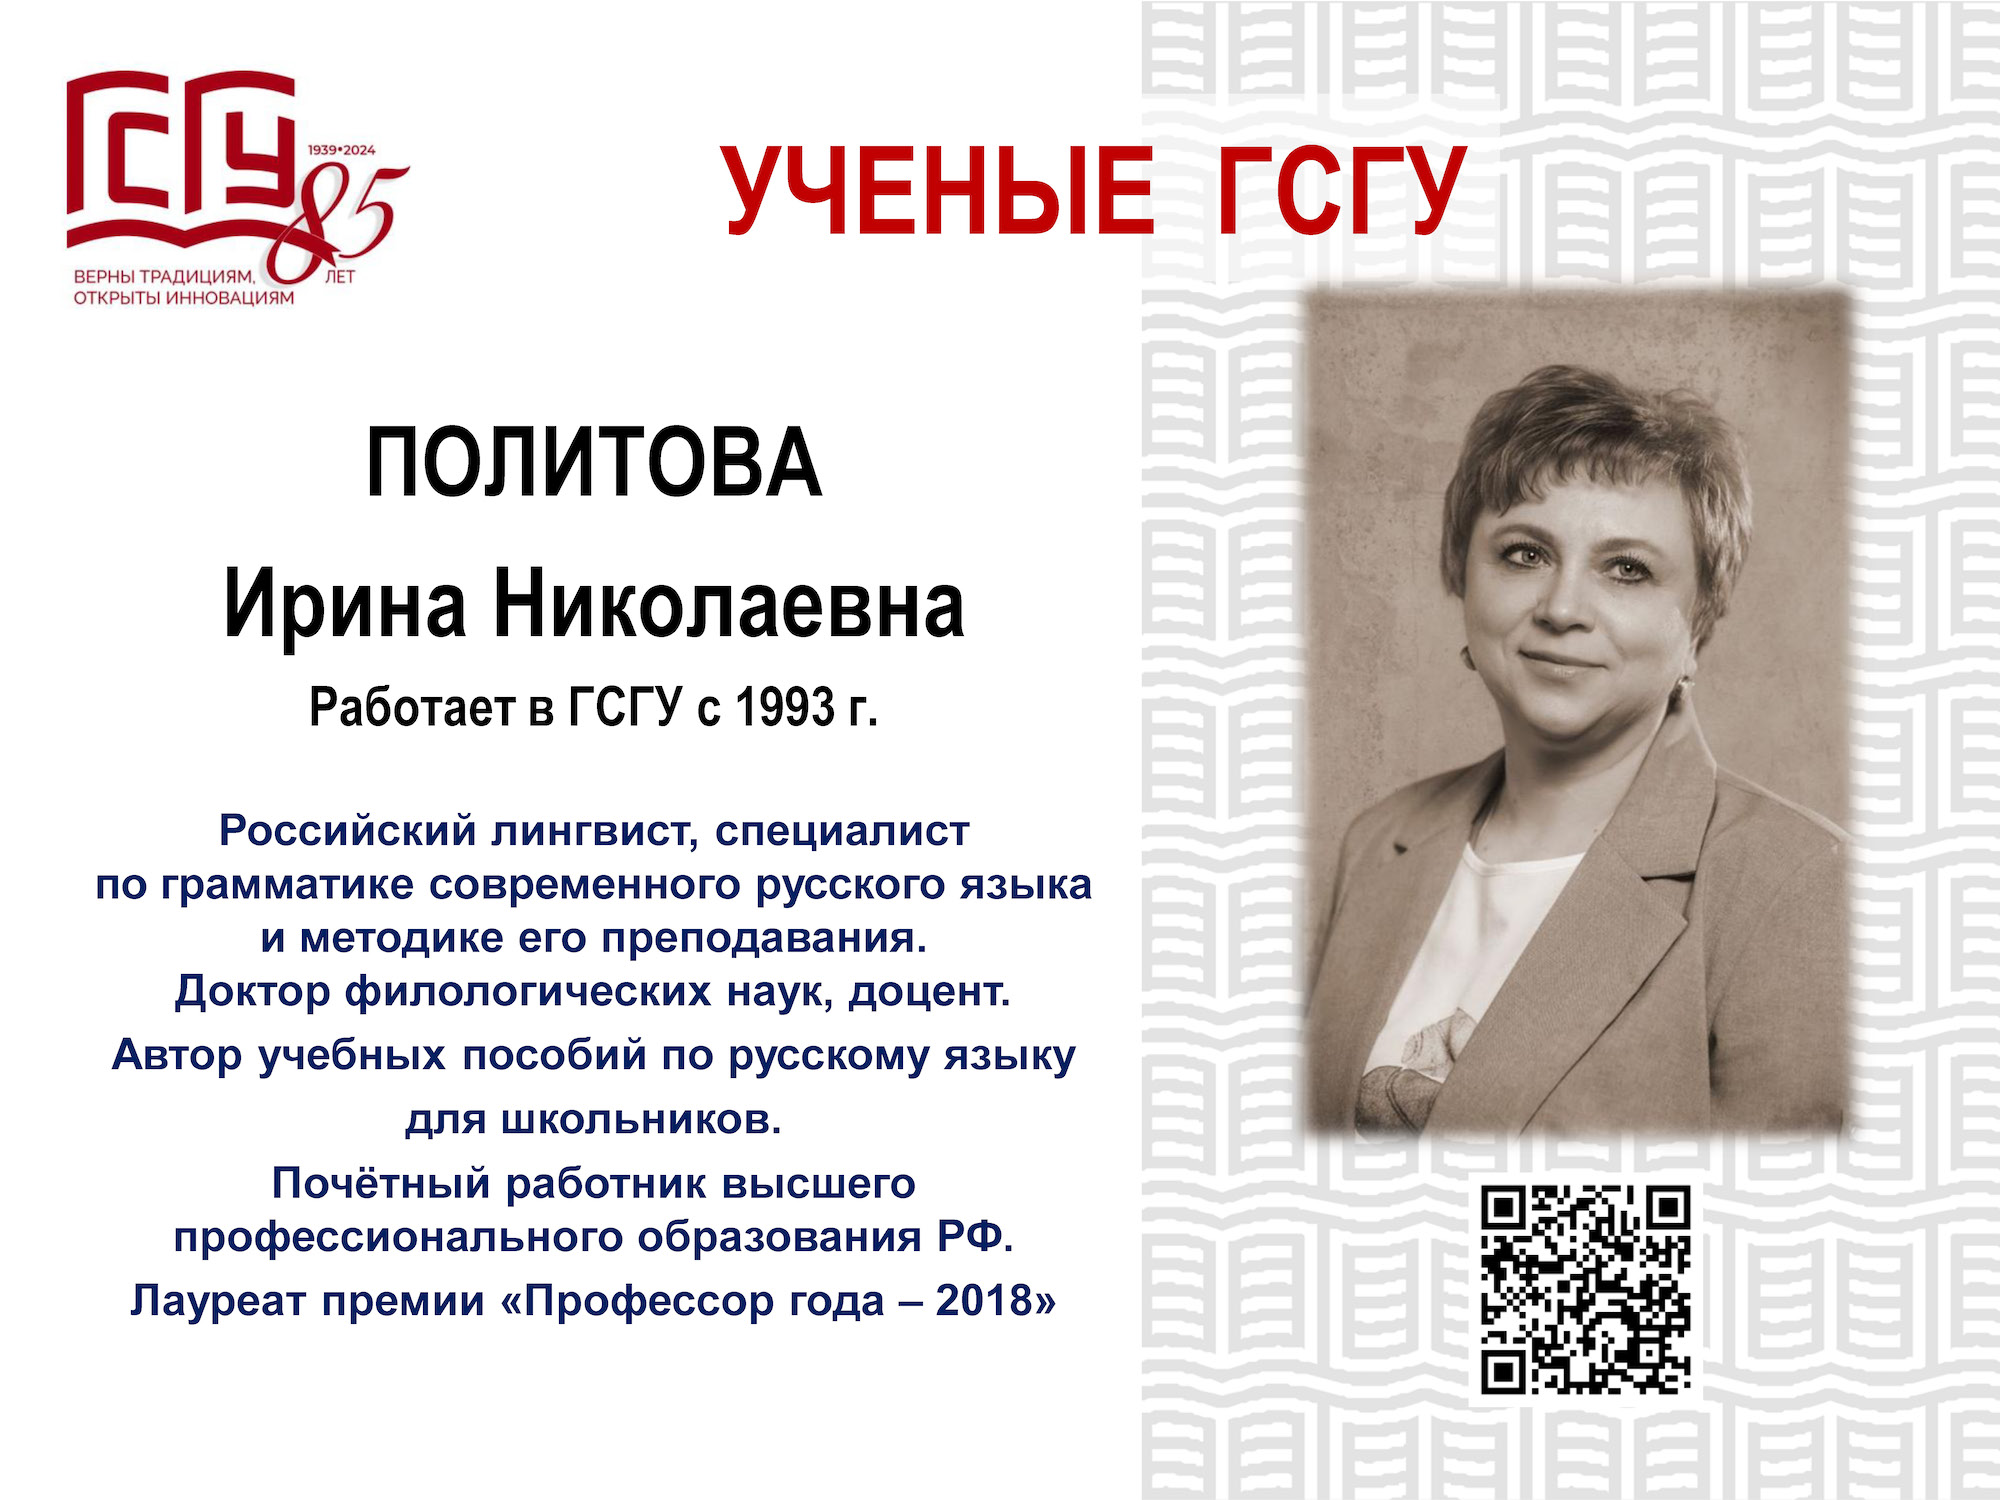 ГСГУ
1939•2024
85
ЛЕТ
ВЕРНЫ ТРАДИЦИЯМ,
ОТКРЫТЫ ИННОВАЦИЯМ
УЧЕНЫЕ ГСГУ
ПОЛИТОВА
Ирина Николаевна
Работает в ГСГУ с 1993 г.
Российский лингвист, специалист
по грамматике современного русского языка
и методике его преподавания.
Доктор филологических наук, доцент.
Автор учебных пособий по русскому языку
для школьников.
Почётный работник высшего
профессионального образования РФ.
Лауреат премии «Профессор года – 2018»